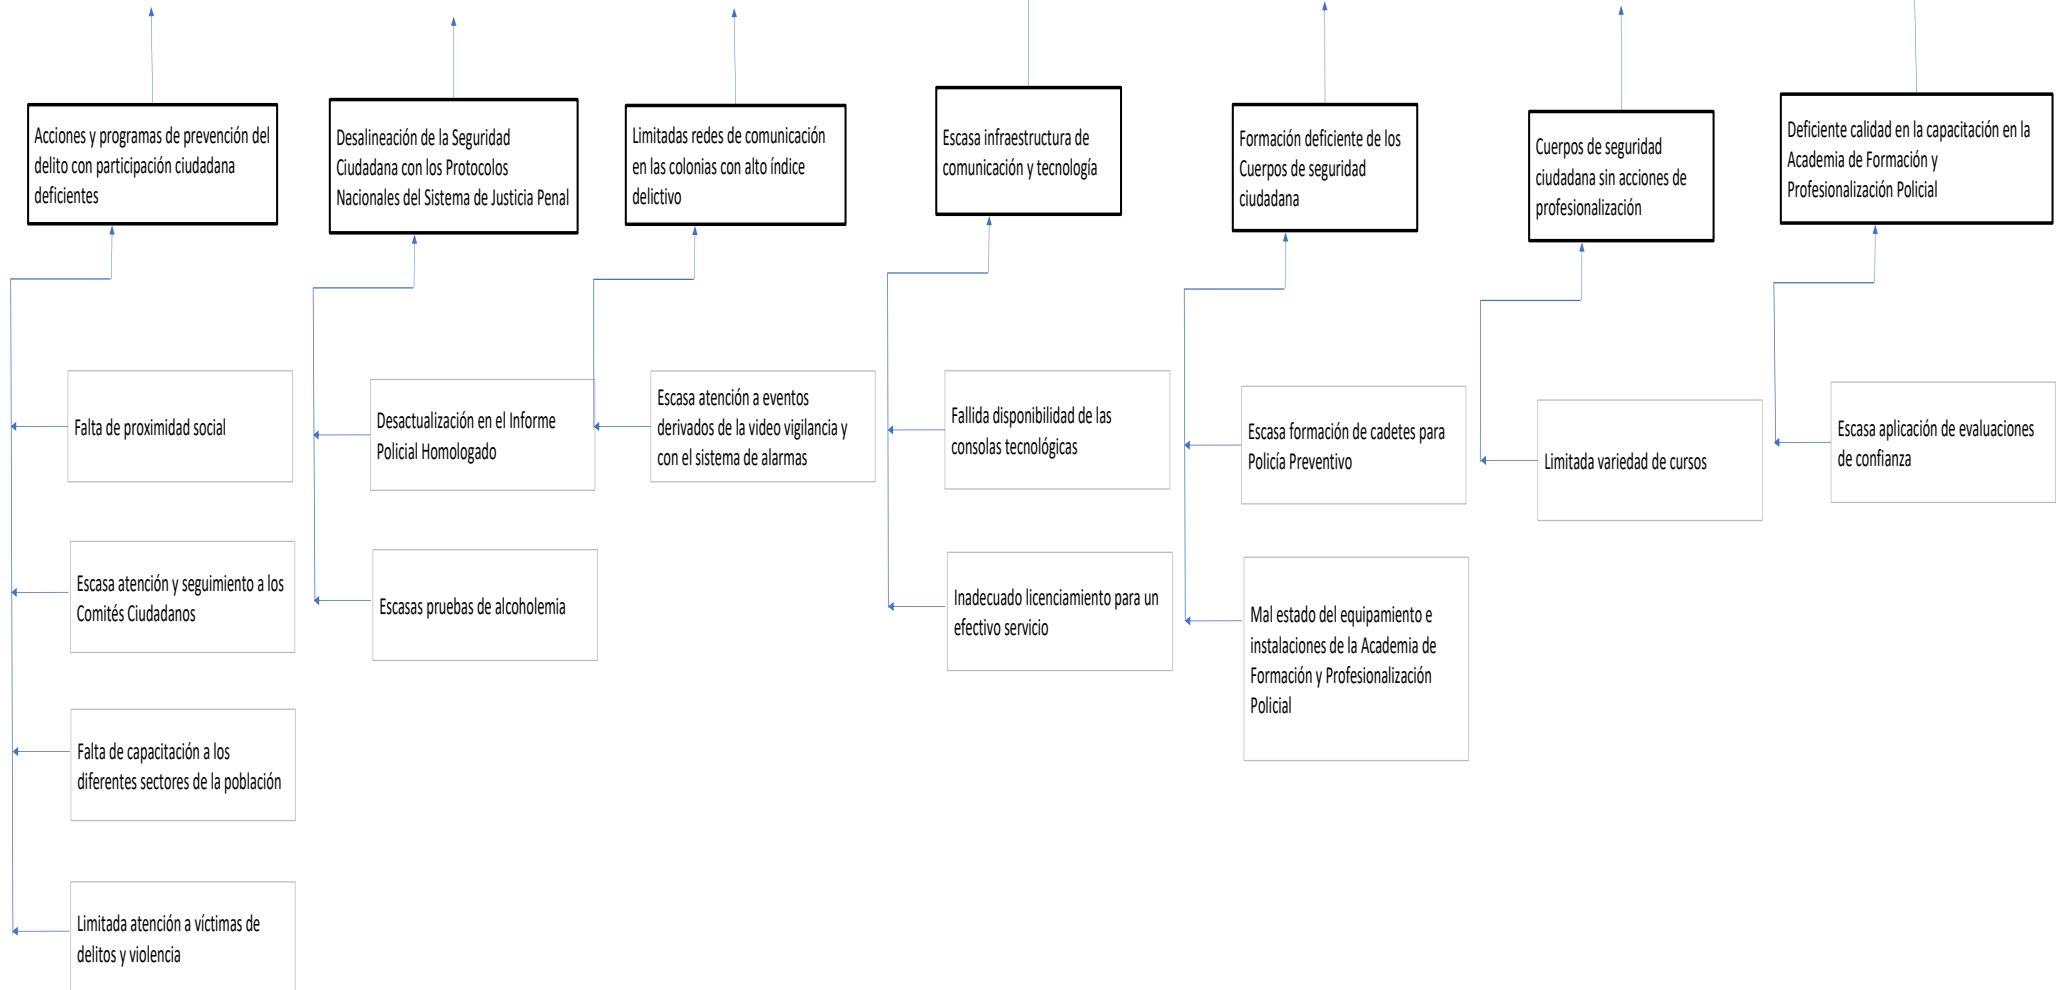 Acciones y programas de prevención del
delito con participación ciudadana
deficientes
Desalineación de la Seguridad
Ciudadana con los Protocolos
Nacionales del Sistema de Justicia Penal
Limitadas redes de comunicación
en las colonias con alto índice
delictivo
Escasa infraestructura de
comunicación y tecnología
Formación deficiente de los
Cuerpos de seguridad
ciudadana
Cuerpos de seguridad
ciudadana sin acciones de
profesionalización
Deficiente calidad en la capacitación en la
Academia de Formación y
Profesionalización Policial
Falta de proximidad social
Desactualización en el Informe
Policial Homologado
Escasa atención a eventos
derivados de la video vigilancia y
con el sistema de alarmas
Fallida disponibilidad de las
consolas tecnológicas
Escasa formación de cadetes para
Policía Preventivo
Limitada variedad de cursos
Escasa aplicación de evaluaciones
de confianza
Escasa atención y seguimiento a los
Comités Ciudadanos
Escasas pruebas de alcoholemia
Inadecuado licenciamiento para un
efectivo servicio
Mal estado del equipamiento e
instalaciones de la Academia de
Formación y Profesionalización
Policial
Falta de capacitación a los
diferentes sectores de la población
Limitada atención a víctimas de
delitos y violencia